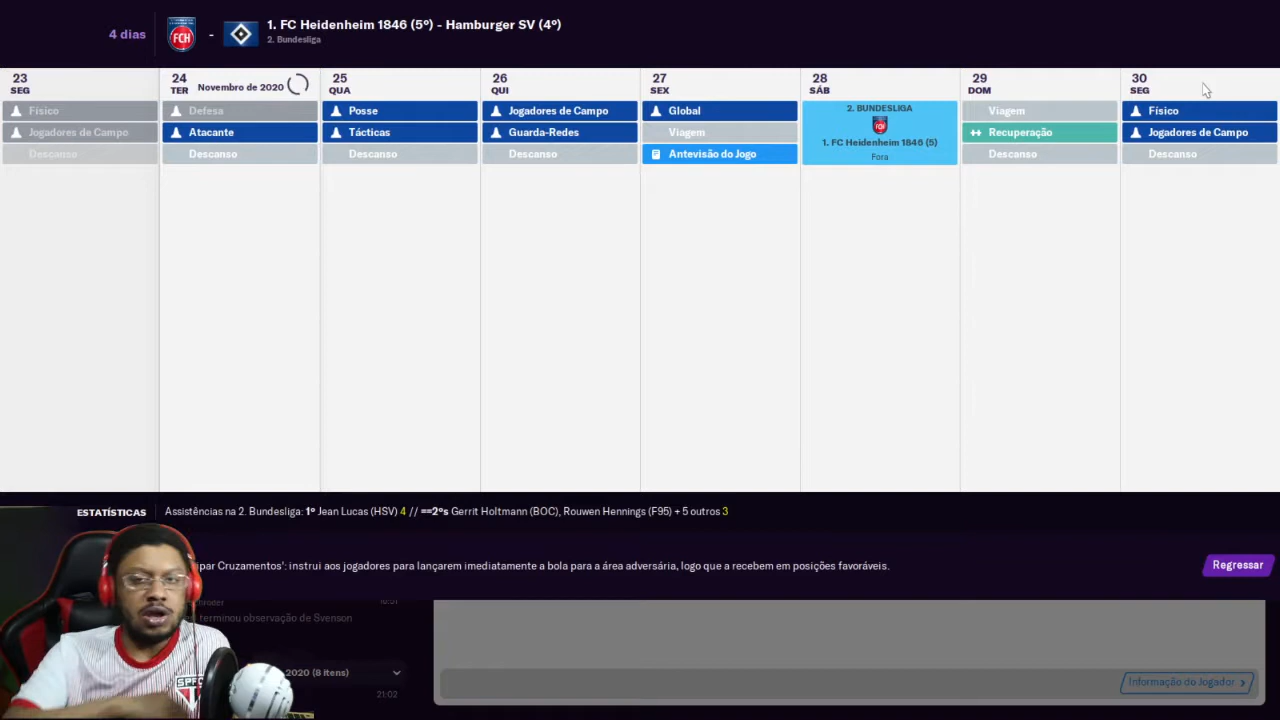 4 dias
FCH
-
1. FC Heidenheim 1846 (5º) - Hamburger SV (4º)
2. Bundesliga
23
SEG
Físico
Jogadores de Campo
Descanso
24
TER
Novembro de 2020
Defesa
Atacante
Descanso
25
QUA
Posse
Tácticas
Descanso
26
QUI
Jogadores de Campo
Guarda-Redes
Descanso
27
SEX
Global
Viagem
Antevisão do Jogo
28
SÁB
2. BUNDESLIGA
1. FC Heidenheim 1846 (5)
Fora
29
DOM
Viagem
Recuperação
Descanso
30
SEG
Físico
Jogadores de Campo
Descanso
ESTATÍSTICAS
Assistências na 2. Bundesliga: 1º Jean Lucas (HSV) 4 // ==2ºs Gerrit Holtmann (BOC), Rouwen Hennings (F95) + 5 outros 3
ipar Cruzamentos': instrui aos jogadores para lançarem imediatamente a bola para a área adversária, logo que a recebem em posições favoráveis.
Regressar
terminou observação de Svenson
2020 (8 itens)
21:02
Informação do Jogador
SPFC